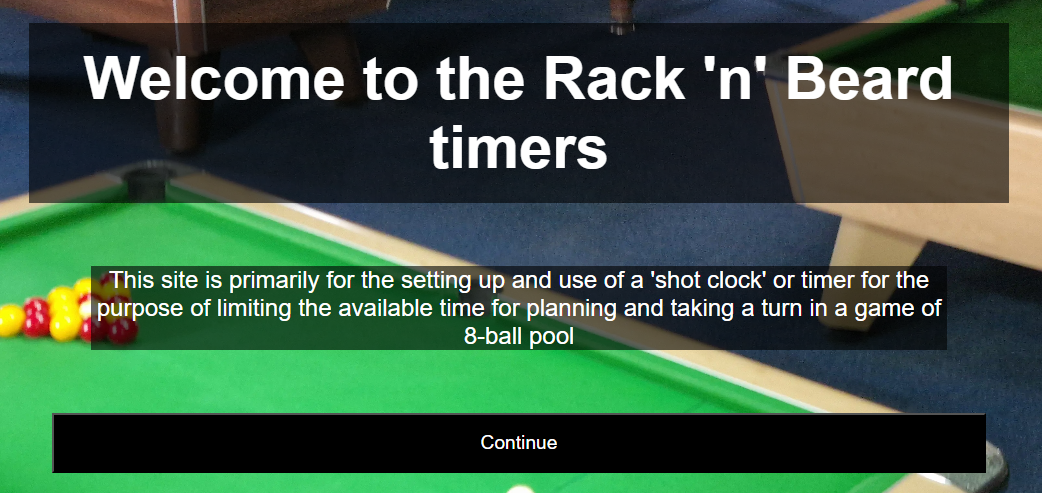 Welcome to the Rack 'n' Beard
timers
This site is primarily for the setting up and use of a 'shot clock' or timer for the
purpose of limiting the available time for planning and taking a turn in a game of
8-ball pool
Continue